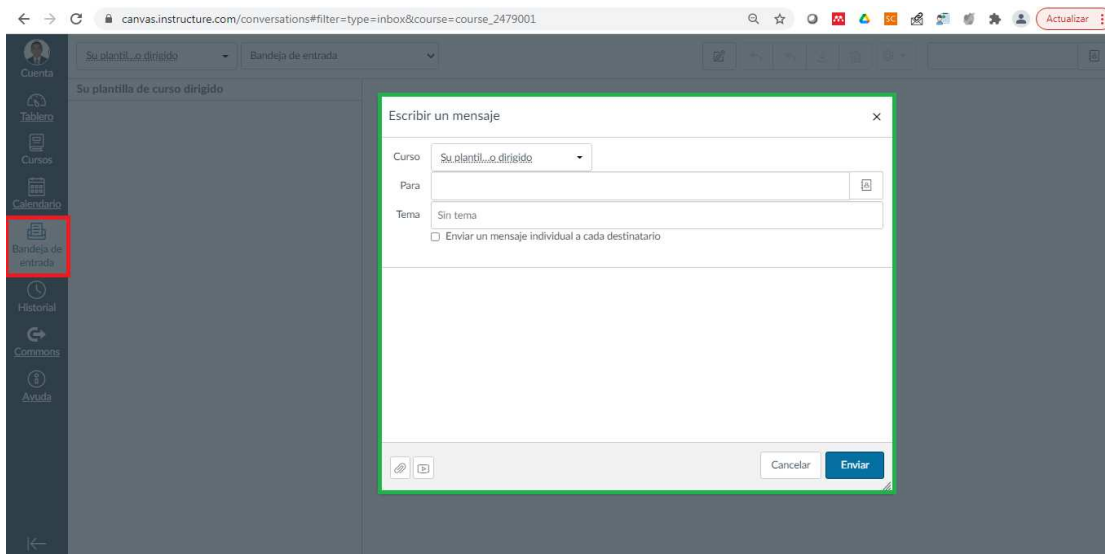 canvas.instructure.com/conversations#filter=type=inbox&course=course_2479001
SC
Actualizar
Cuenta
Tablero
Cursos
Calendario
Bandeja de
entrada
Historial
Commons
Ayuda
Su plantil...o dirigido
Bandeja de entrada
Su plantilla de curso dirigido
Escribir un mensaje
Curso
Su plantil...o dirigido
Para
Tema
Sin tema
Enviar un mensaje individual a cada destinatario
Cancelar
Enviar